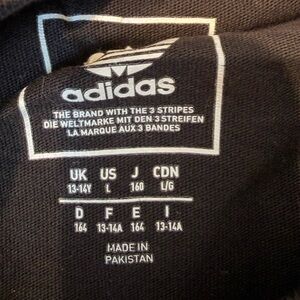 adidas
THE BRAND WITH THE 3 STRIPES
DIE WELTMARKE MIT DEN 3 STREIFEN
LA MARQUE AUX 3 BANDES
UK US J CDN
13-14Y L 160 L/G
D F E I
164 13-14A 164 13-14A
MADE IN
PAKISTAN